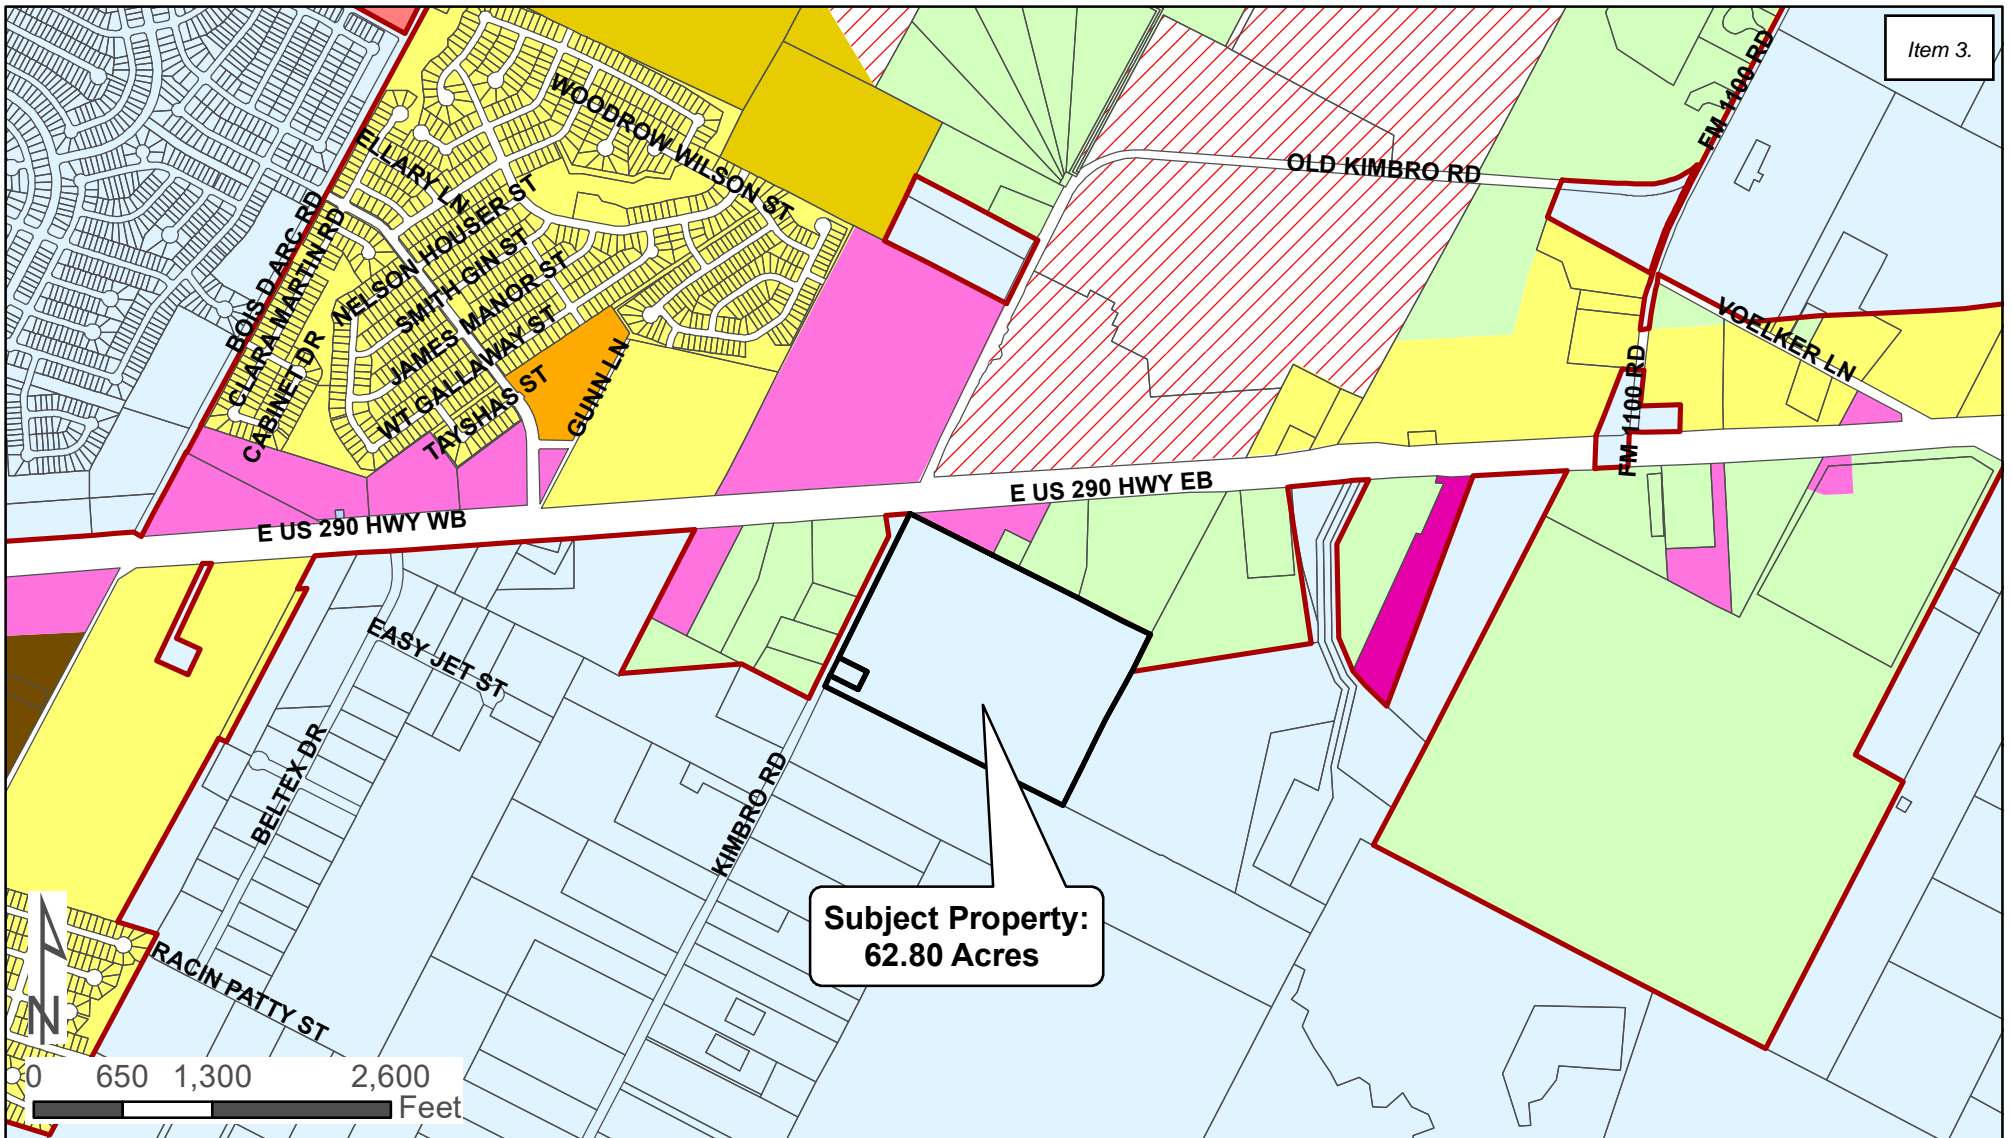 Item 3.
WOODROW WILSON ST
FM 1100 RD
ELLARY LN
OLD KIMBRO RD
BOIS D ARC RD
CLARA MARTIN RD
NELSON HOUSER ST
SMITH GIN ST
JAMES MANOR ST
WT GALLAWAY ST
TAYSHAS ST
CABINET DR
GUNN LN
VOELKER LN
FM 1100 RD
E US 290 HWY EB
E US 290 HWY WB
EASY JET ST
BELTEX DR
KIMBRO RD
Subject Property:
62.80 Acres
RACIN PATTY ST
N
0 650 1,300 2,600
Feet